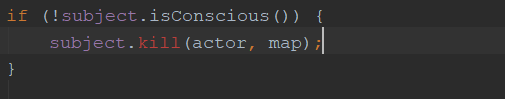 if (!subject.isConscious()) {
    subject.kill(actor, map);
}